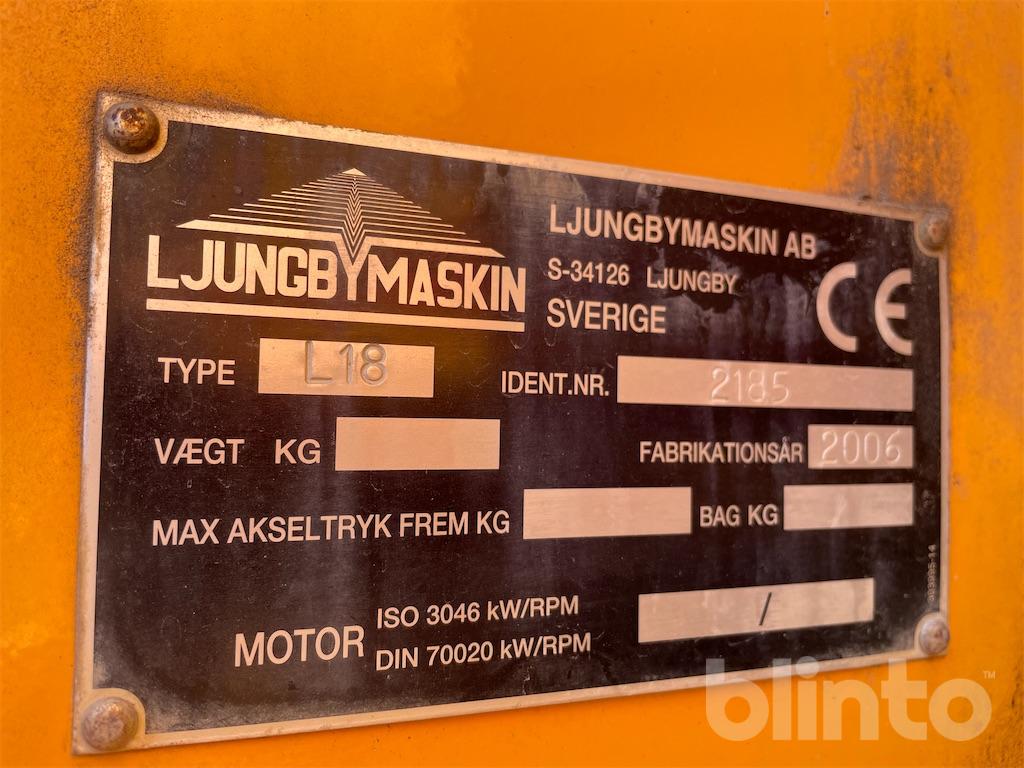 LJUNGBYMASKIN
LJUNGBYMASKIN AB
S-34126 LJUNGBY
SVERIGE
CE
TYPE L18
IDENT.NR. 2185
VÆGT KG
FABRIKATIONSÅR 2006
MAX AKSELTRYK FREM KG
BAG KG /
MOTOR
ISO 3046 kW/RPM
DIN 70020 kW/RPM
/
blinto™